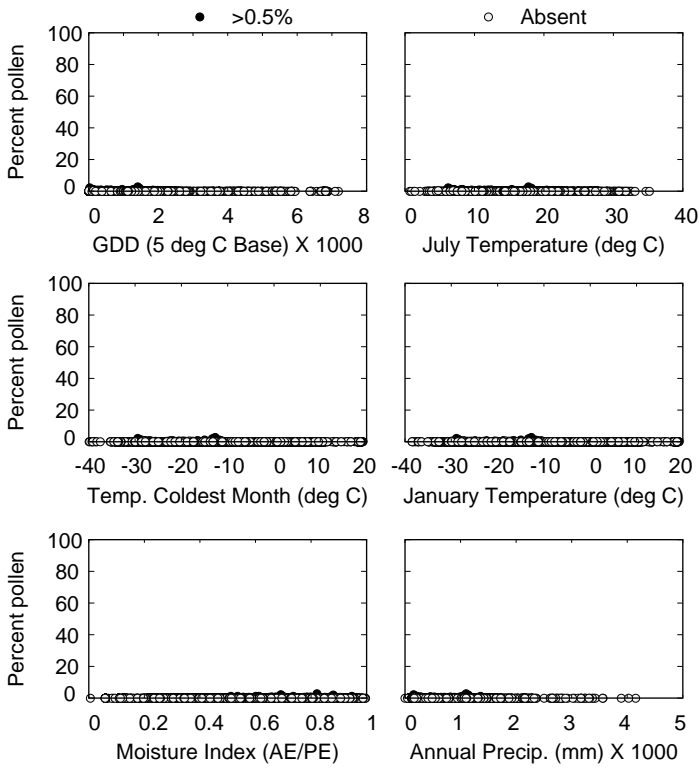 >0.5% Absent
Percent pollen
100
80
60
40
20
0
0 2 4 6 8
GDD (5 deg C Base) X 1000
0 10 20 30 40
July Temperature (deg C)
Percent pollen
100
80
60
40
20
0
-40 -30 -20 -10 0 10 20
Temp. Coldest Month (deg C)
-40 -30 -20 -10 0 10 20
January Temperature (deg C)
Percent pollen
100
80
60
40
20
0
0 0.2 0.4 0.6 0.8 1
Moisture Index (AE/PE)
0 1 2 3 4 5
Annual Precip. (mm) X 1000